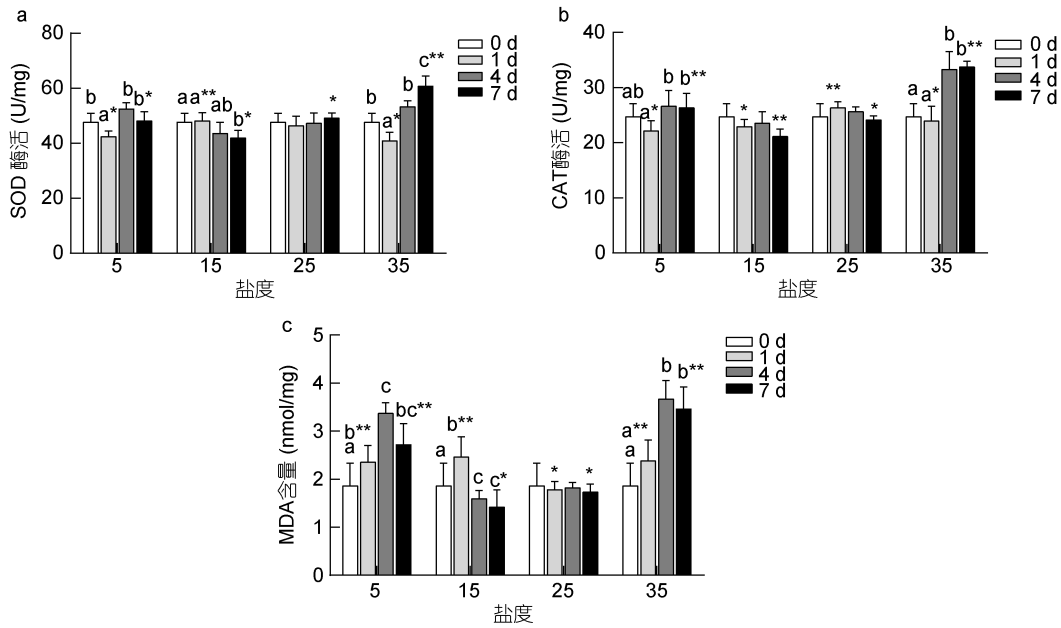 a
80
60
40
20
0
SOD 酶活 (U/mg)
b a* b b*
a a** ab b*
*
b a* b c**
5 15 25 35
盐度
0 d
1 d
4 d
7 d
b
40
30
20
10
0
CAT酶活 (U/mg)
ab a* b b**
* **
** *
a a* b b**
5 15 25 35
盐度
0 d
1 d
4 d
7 d
c
5
4
3
2
1
0
MDA含量 (nmol/mg)
a b** c bc**
a b** c c*
* *
a a** b b**
5 15 25 35
盐度
0 d
1 d
4 d
7 d